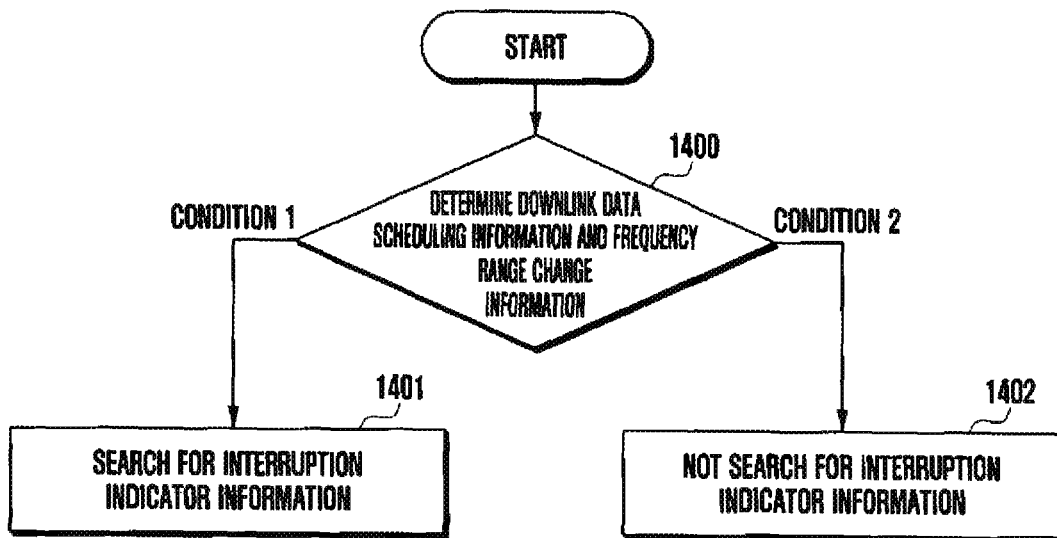 START
1400
CONDITION 1
DETERMINE DOWNLINK DATA
SCHEDULING INFORMATION AND FREQUENCY
RANGE CHANGE
INFORMATION
CONDITION 2
1401
SEARCH FOR INTERRUPTION
INDICATOR INFORMATION
1402
NOT SEARCH FOR INTERRUPTION
INDICATOR INFORMATION